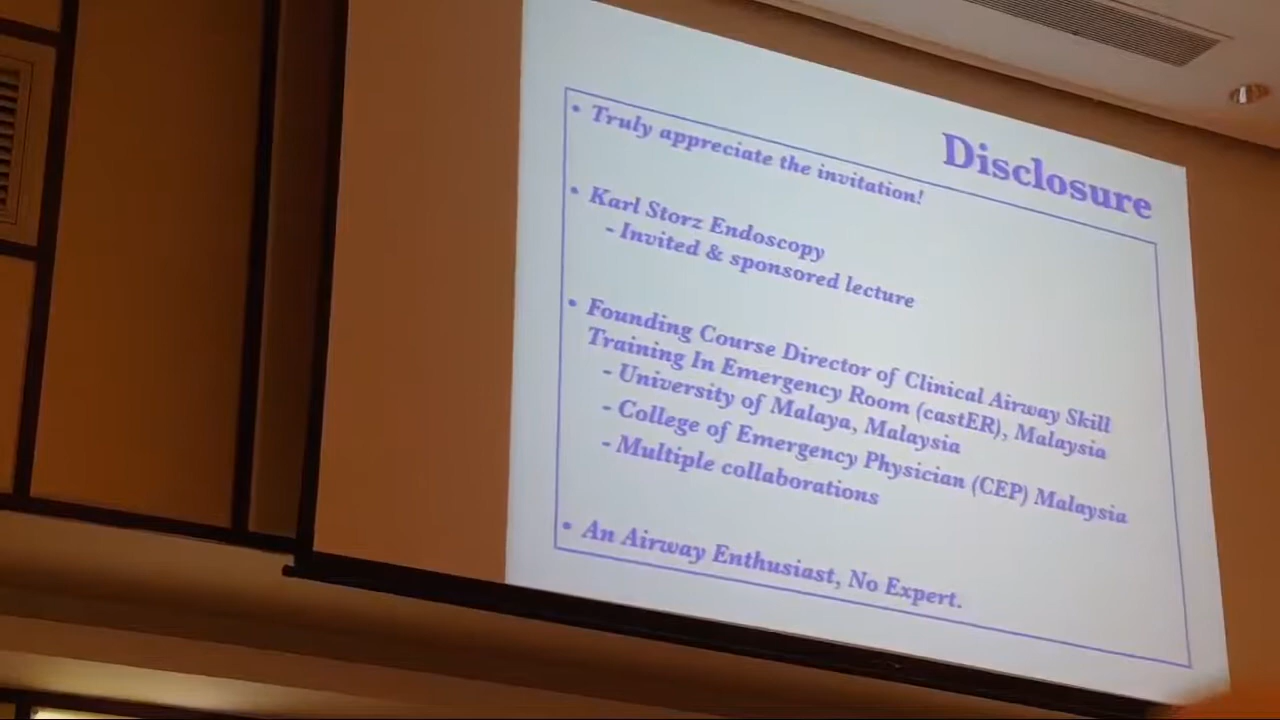 Disclosure
• Truly appreciate the invitation!
• Karl Storz Endoscopy
- Invited & sponsored lecture
• Founding Course Director of Clinical Airway Skill
Training In Emergency Room (castER), Malaysia
- University of Malaya, Malaysia
- College of Emergency Physician (CEP) Malaysia
- Multiple collaborations
• An Airway Enthusiast, No Expert.